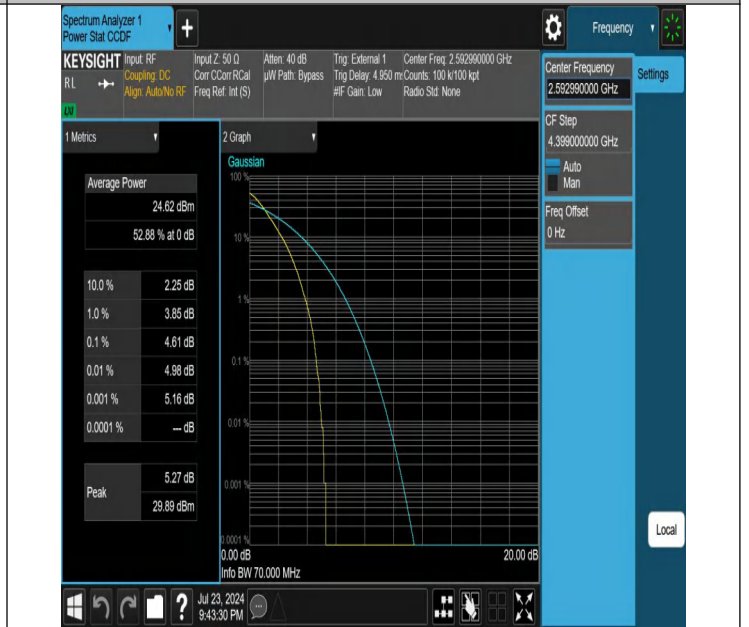 Spectrum Analyzer 1
Power Stat CCDF
+
Frequency
KEYSIGHT
RL
Input: RF
Coupling: DC
Align: Auto/No RF
Input Z: 50 Ω
Corr CCorr RCal
Freq Ref: Int (S)
Atten: 40 dB
µW Path: Bypass
Trig: External 1
Trig Delay: 4.950 ms
#IF Gain: Low
Center Freq: 2.592990000 GHz
Counts: 100 k/100 kpt
Radio Std: None
Center Frequency
2.592990000 GHz
Settings
CF Step
4.399000000 GHz
Auto
Man
Freq Offset
0 Hz
1 Metrics
Average Power
24.62 dBm
52.88 % at 0 dB
10.0 % 2.25 dB
1.0 % 3.85 dB
0.1 % 4.61 dB
0.01 % 4.98 dB
0.001 % 5.16 dB
0.0001 % --- dB
Peak
5.27 dB
29.89 dBm
2 Graph
Gaussian
100 %
10 %
1 %
0.1 %
0.01 %
0.001 %
0.0001 %
0.00 dB 20.00 dB
Info BW 70.000 MHz
Local
?
Jul 23, 2024
9:43:30 PM